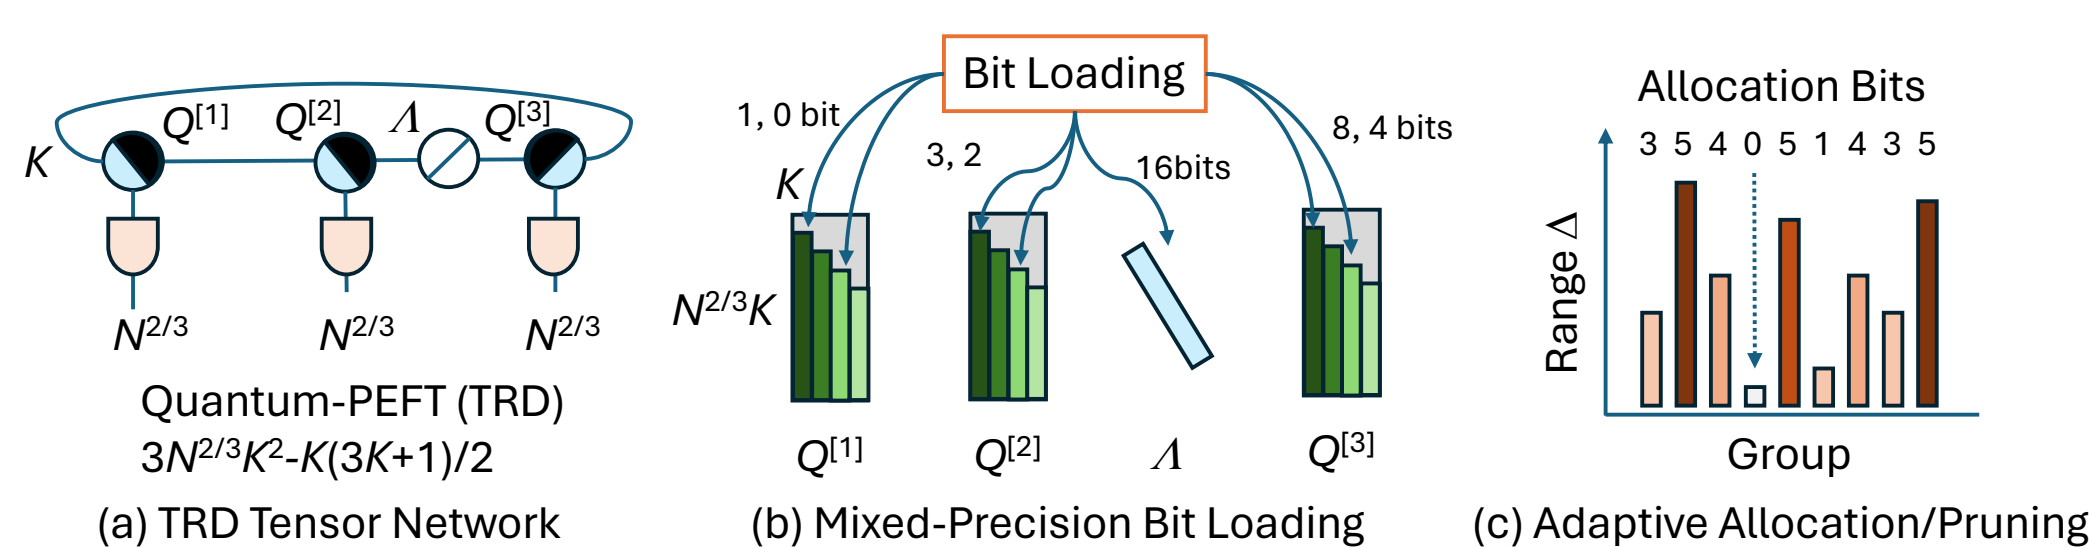 Q[1] Q[2] Λ Q[3]
K
N2/3 N2/3 N2/3
Quantum-PEFT (TRD)
3N2/3K2-K(3K+1)/2
(a) TRD Tensor Network
Bit Loading
1, 0 bit
3, 2
16bits
8, 4 bits
K
N2/3K
Q[1] Q[2] Λ Q[3]
(b) Mixed-Precision Bit Loading
Allocation Bits
3 5 4 0 5 1 4 3 5
Range Δ
Group
(c) Adaptive Allocation/Pruning